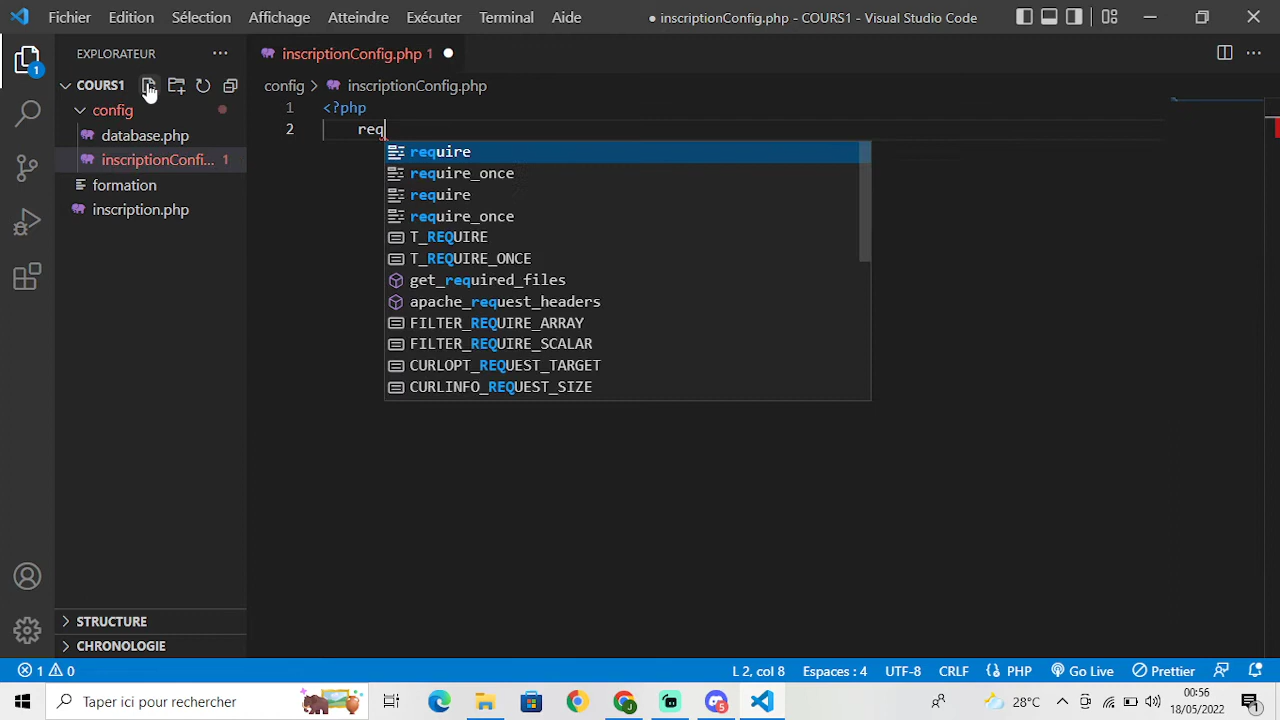 Fichier Edition Sélection Affichage Atteindre Exécuter Terminal Aide ● inscriptionConfig.php - COURS1 - Visual Studio Code
EXPLORATEUR
inscriptionConfig.php 1
COURS1
config > inscriptionConfig.php
config
1 <?php
2 req
database.php
inscriptionConfi... 1
formation
inscription.php
require
require_once
require
require_once
T_REQUIRE
T_REQUIRE_ONCE
get_required_files
apache_request_headers
FILTER_REQUIRE_ARRAY
FILTER_REQUIRE_SCALAR
CURLOPT_REQUEST_TARGET
CURLINFO_REQUEST_SIZE
1
STRUCTURE
CHRONOLOGIE
1 0 L 2, col 8 Espaces : 4 UTF-8 CRLF PHP Go Live Prettier
Taper ici pour rechercher J 5 28°C 00:56
18/05/2022 1